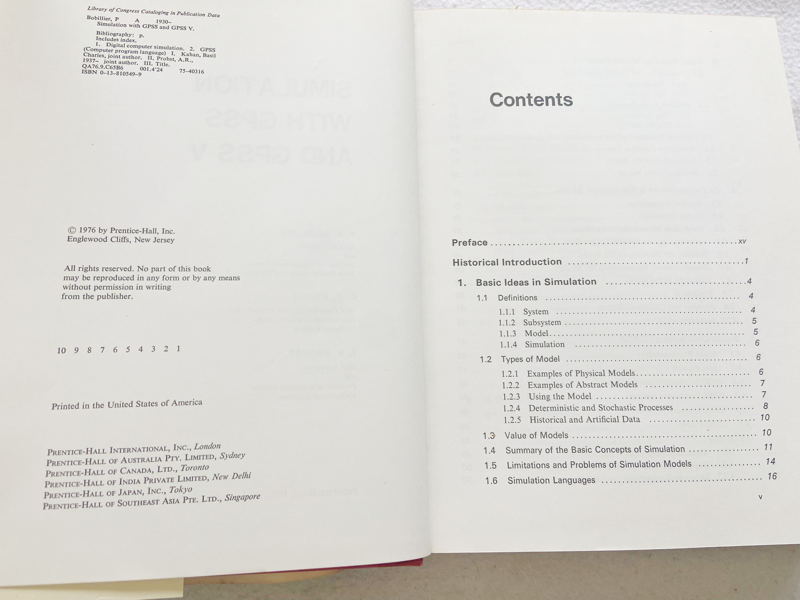 Library of Congress Cataloging in Publication Data
Bobillier, P A 1930–
Simulation with GPSS and GPSS V.
Bibliography: p.
Includes index.
1. Digital computer simulation. 2. GPSS
(Computer program language) I. Kahan, Basil
Charles, joint author. II. Probst, A.R.,
1937– joint author. III. Title.
QA76.9.C65B6 001.4'24 75-40316
ISBN 0-13-810549-9
© 1976 by Prentice-Hall, Inc.
Englewood Cliffs, New Jersey
All rights reserved. No part of this book
may be reproduced in any form or by any means
without permission in writing
from the publisher.
10 9 8 7 6 5 4 3 2 1
Printed in the United States of America
PRENTICE-HALL INTERNATIONAL, INC., London
PRENTICE-HALL OF AUSTRALIA PTY. LIMITED, Sydney
PRENTICE-HALL OF CANADA, LTD., Toronto
PRENTICE-HALL OF INDIA PRIVATE LIMITED, New Delhi
PRENTICE-HALL OF JAPAN, INC., Tokyo
PRENTICE-HALL OF SOUTHEAST ASIA PTE. LTD., Singapore
SIMULATION
WITH GPSS
AND GPSS V
Contents
Preface xv
Historical Introduction 1
1. Basic Ideas in Simulation 4
1.1 Definitions 4
1.1.1 System 4
1.1.2 Subsystem 5
1.1.3 Model 5
1.1.4 Simulation 6
1.2 Types of Model 6
1.2.1 Examples of Physical Models 6
1.2.2 Examples of Abstract Models 7
1.2.3 Using the Model 7
1.2.4 Deterministic and Stochastic Processes 8
1.2.5 Historical and Artificial Data 10
1.3 Value of Models 10
1.4 Summary of the Basic Concepts of Simulation 11
1.5 Limitations and Problems of Simulation Models 14
1.6 Simulation Languages 16
v